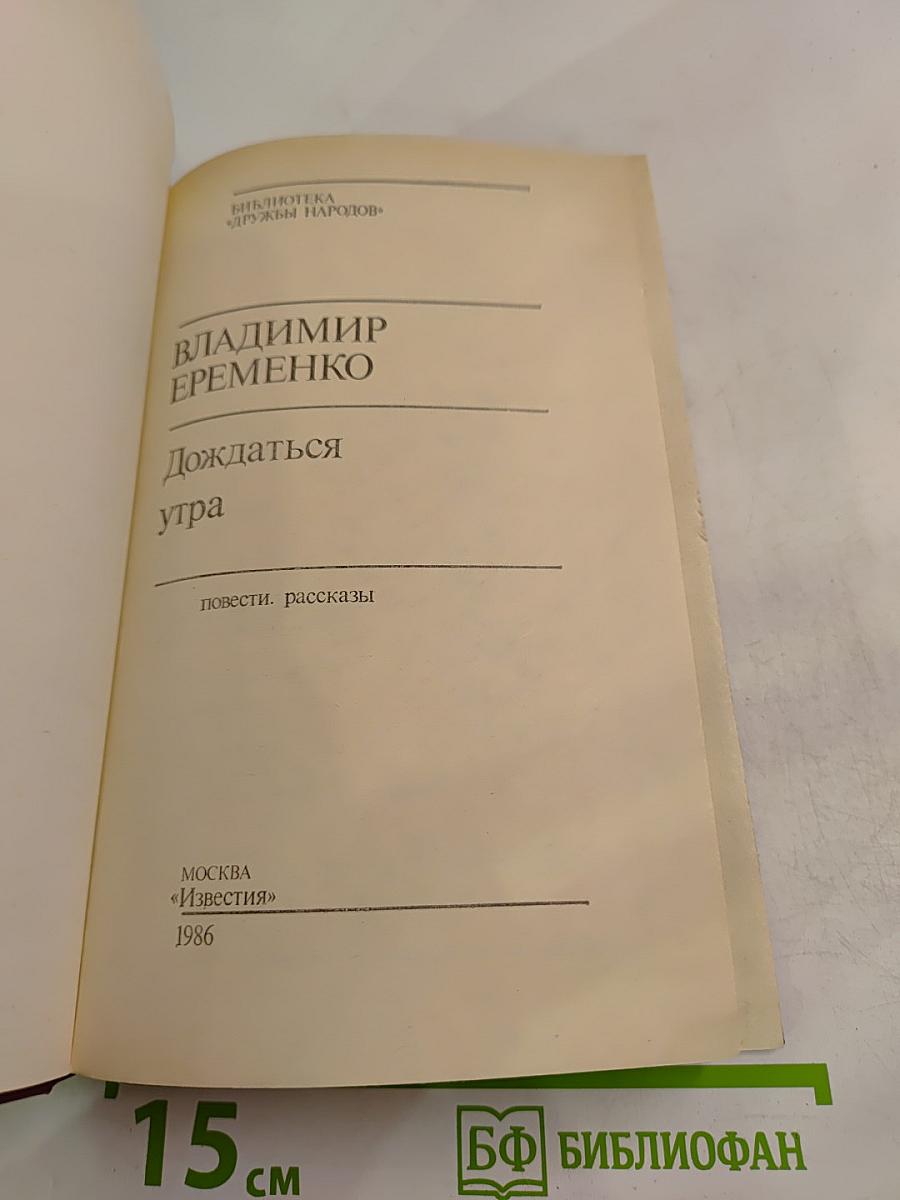 БИБЛИОТЕКА
«ДРУЖБЫ НАРОДОВ»
ВЛАДИМИР
ЕРЕМЕНКО
Дождаться
утра
повести. рассказы
МОСКВА
«Известия»
1986
15 см
БФ БИБЛИОФАН